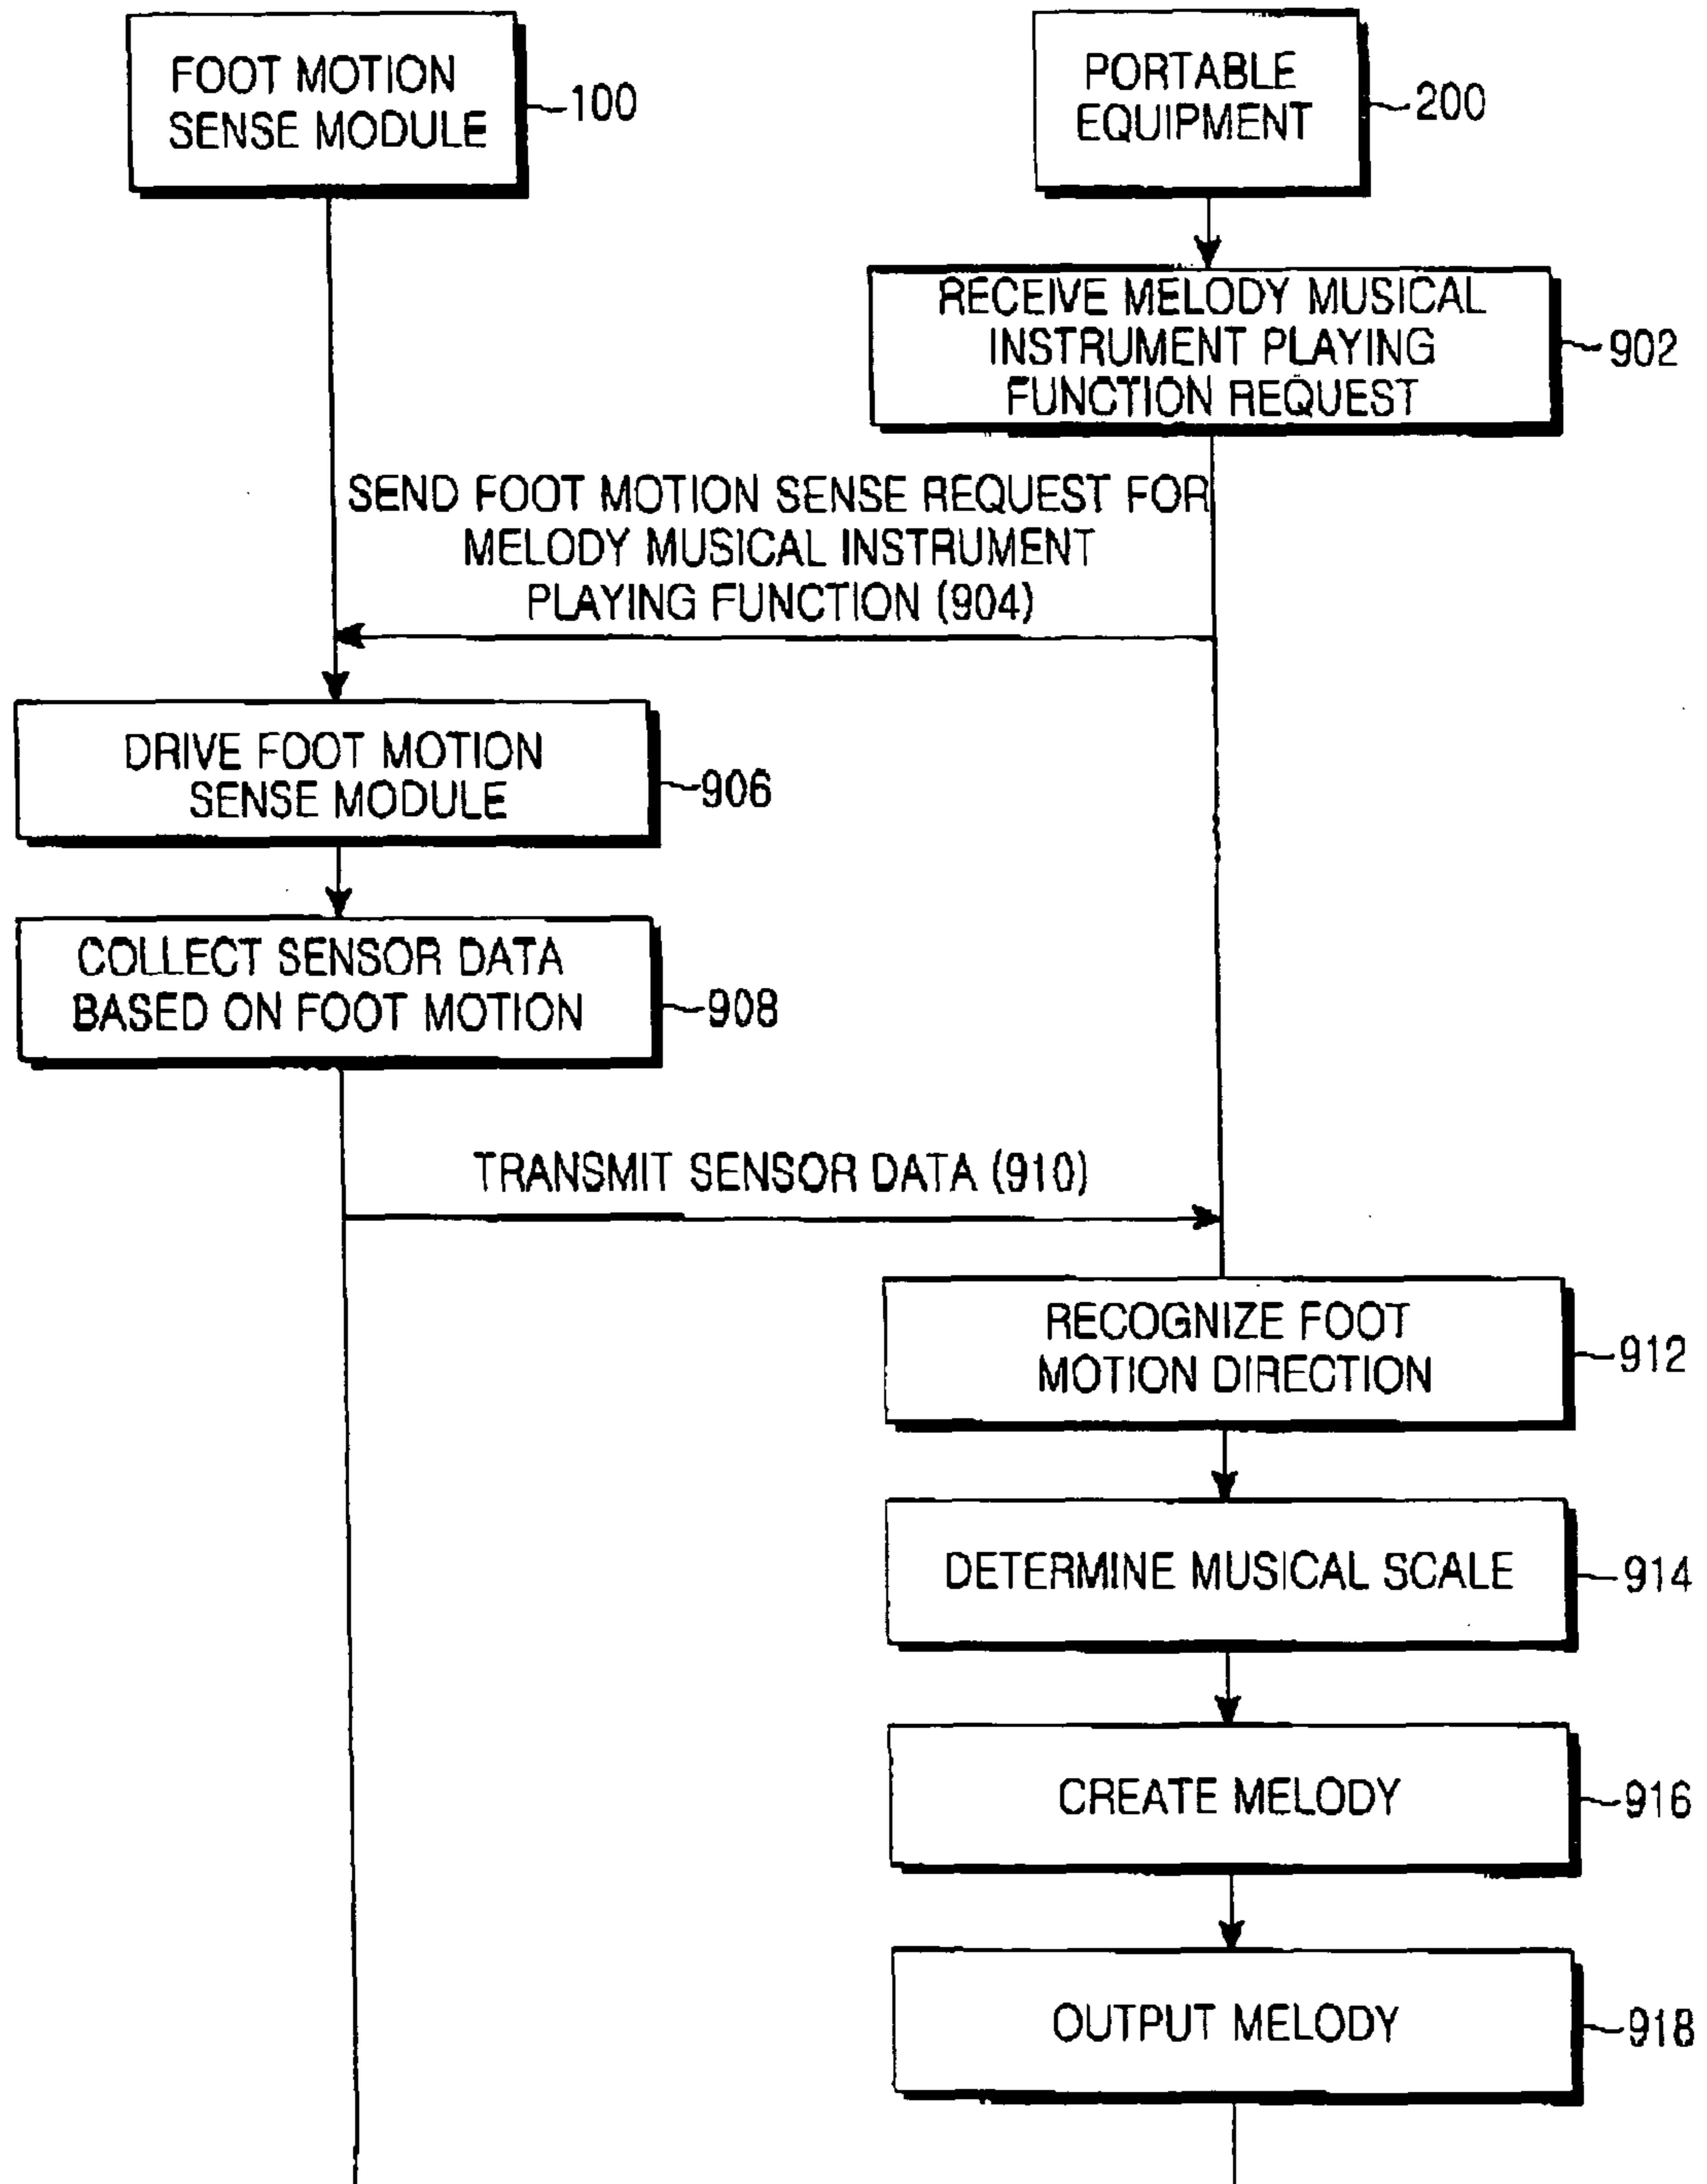 FOOT MOTION
SENSE MODULE
100
PORTABLE
EQUIPMENT
200
RECEIVE MELODY MUSICAL
INSTRUMENT PLAYING
FUNCTION REQUEST
902
SEND FOOT MOTION SENSE REQUEST FOR
MELODY MUSICAL INSTRUMENT
PLAYING FUNCTION (904)
DRIVE FOOT MOTION
SENSE MODULE
906
COLLECT SENSOR DATA
BASED ON FOOT MOTION
908
TRANSMIT SENSOR DATA (910)
RECOGNIZE FOOT
MOTION DIRECTION
912
DETERMINE MUSICAL SCALE
914
CREATE MELODY
916
OUTPUT MELODY
918